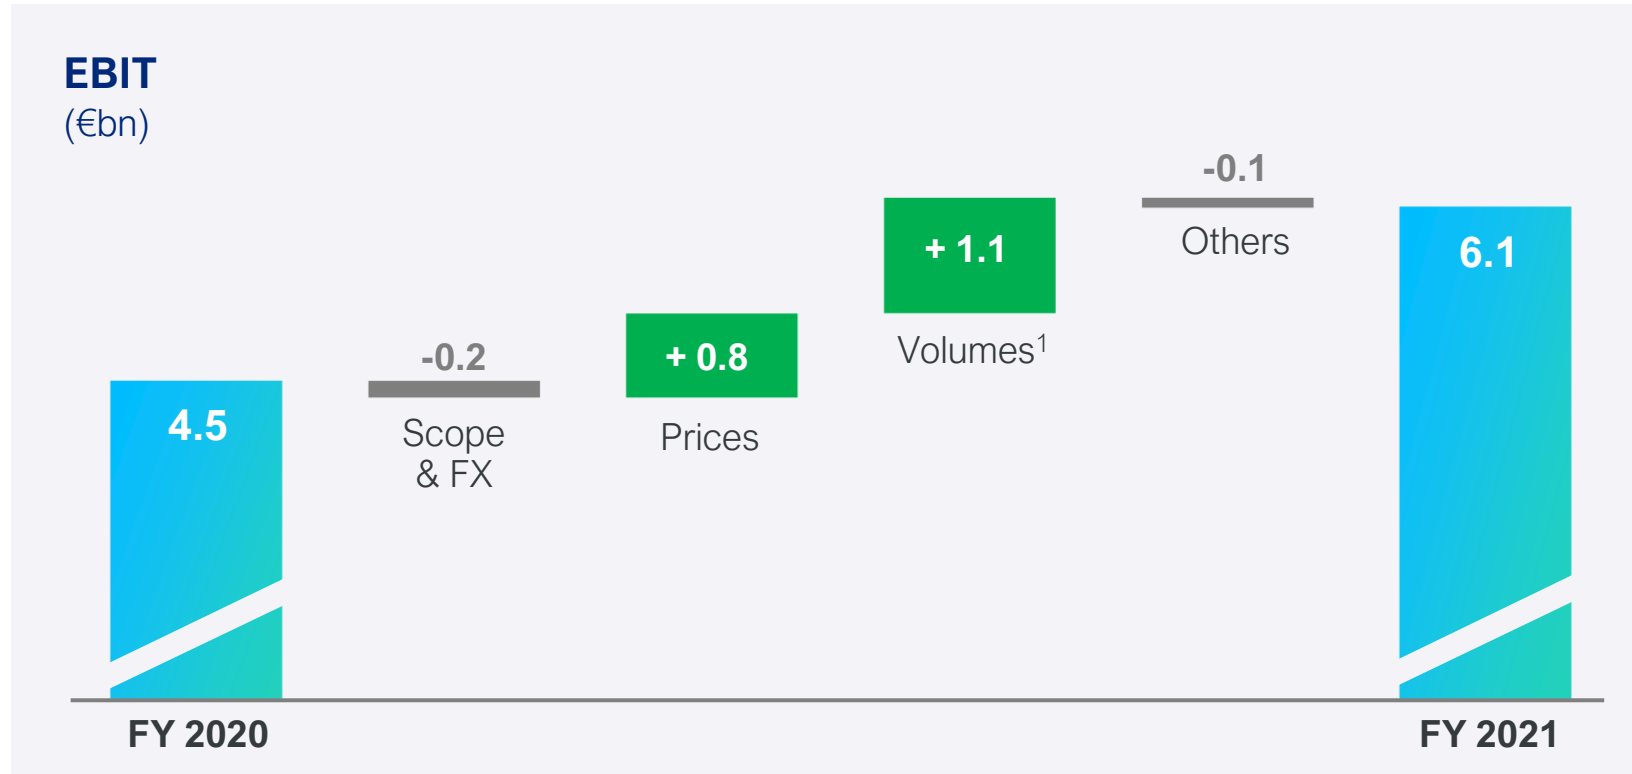 EBIT
(€bn)
4.5
FY 2020
-0.2
Scope
& FX
+ 0.8
Prices
+ 1.1
Volumes¹
-0.1
Others
6.1
FY 2021